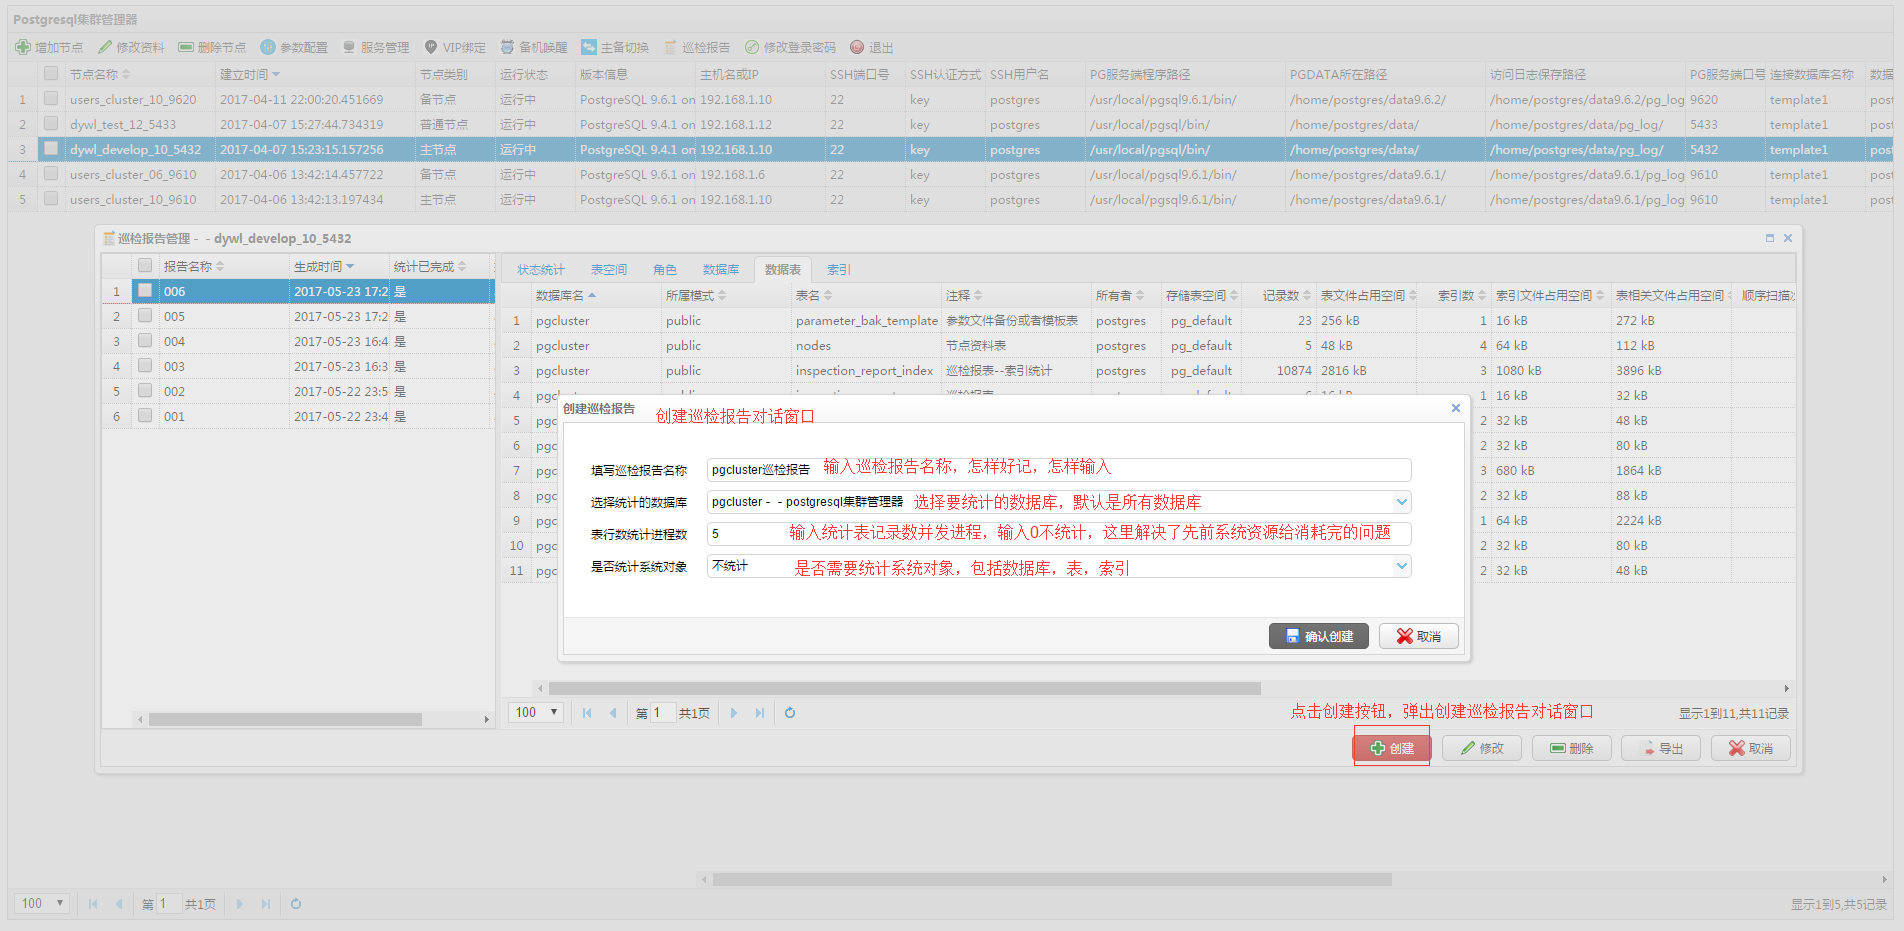 Postgresql集群管理器
增加节点 修改资料 删除节点 参数配置 服务管理 VIP绑定 备机唤醒 主备切换 巡检报告 修改登录密码 退出
节点名称 建立时间 节点类别 运行状态 版本信息 主机名或IP SSH端口号 SSH认证方式 SSH用户名 PG服务端程序路径 PGDATA所在路径 访问日志保存路径 PG服务端口号 连接数据库名称 数据
1 users_cluster_10_9620 2017-04-11 22:00:20.451669 备节点 运行中 PostgreSQL 9.6.1 on 192.168.1.10 22 key postgres /usr/local/pgsql9.6.1/bin/ /home/postgres/data9.6.2/ /home/postgres/data9.6.2/pg_log 9620 template1 post
2 dywl_test_12_5433 2017-04-07 15:27:44.734319 普通节点 运行中 PostgreSQL 9.4.1 on 192.168.1.12 22 key postgres /usr/local/pgsql/bin/ /home/postgres/data/ /home/postgres/data/pg_log/ 5433 template1 post
3 dywl_develop_10_5432 2017-04-07 15:23:15.157256 主节点 运行中 PostgreSQL 9.4.1 on 192.168.1.10 22 key postgres /usr/local/pgsql/bin/ /home/postgres/data/ /home/postgres/data/pg_log/ 5432 template1 post
4 users_cluster_06_9610 2017-04-06 13:42:14.457722 备节点 运行中 PostgreSQL 9.6.1 on 192.168.1.6 22 key postgres /usr/local/pgsql9.6.1/bin/ /home/postgres/data9.6.1/ /home/postgres/data9.6.1/pg_log 9610 template1 post
5 users_cluster_10_9610 2017-04-06 13:42:13.197434 主节点 运行中 PostgreSQL 9.6.1 on 192.168.1.10 22 key postgres /usr/local/pgsql9.6.1/bin/ /home/postgres/data9.6.1/ /home/postgres/data9.6.1/pg_log 9610 template1 post
巡检报告管理 - - dywl_develop_10_5432
报告名称 生成时间 统计已完成
1 006 2017-05-23 17:2 是
2 005 2017-05-23 17:2 是
3 004 2017-05-23 16:4 是
4 003 2017-05-23 16:3 是
5 002 2017-05-22 23:5 是
6 001 2017-05-22 23:4 是
状态统计 表空间 角色 数据库 数据表 索引
数据库名 所属模式 表名 注释 所有者 存储表空间 记录数 表文件占用空间 索引数 索引文件占用空间 表相关文件占用空间 顺序扫描
1 pgcluster public parameter_bak_template 参数文件备份或者模板表 postgres pg_default 23 256 kB 1 16 kB 272 kB
2 pgcluster public nodes 节点资料表 postgres pg_default 5 48 kB 4 64 kB 112 kB
3 pgcluster public inspection_report_index 巡检报表--索引统计 postgres pg_default 10874 2816 kB 3 1080 kB 3896 kB
4 1 16 kB 32 kB
5 pgc 2 32 kB 48 kB
6 pgc 2 32 kB 80 kB
7 pgc 3 680 kB 1864 kB
8 pgc 2 32 kB 88 kB
9 pgc 1 64 kB 2224 kB
10 pgc 2 32 kB 80 kB
11 pgc 2 32 kB 48 kB
创建巡检报告
创建巡检报告对话窗口
填写巡检报告名称 pgcluster巡检报告 输入巡检报告名称，怎样好记，怎样输入
选择统计的数据库 pgcluster - - postgresql集群管理器 选择要统计的数据库，默认是所有数据库
表行数统计进程数 5 输入统计表记录数并发进程，输入0不统计，这里解决了先前系统资源给消耗完的问题
是否统计系统对象 不统计 是否需要统计系统对象，包括数据库，表，索引
确认创建 取消
100 第 1 共1页
点击创建按钮，弹出创建巡检报告对话窗口
显示1到11,共11记录
创建 修改 删除 导出 取消
100 第 1 共1页
显示1到5,共5记录